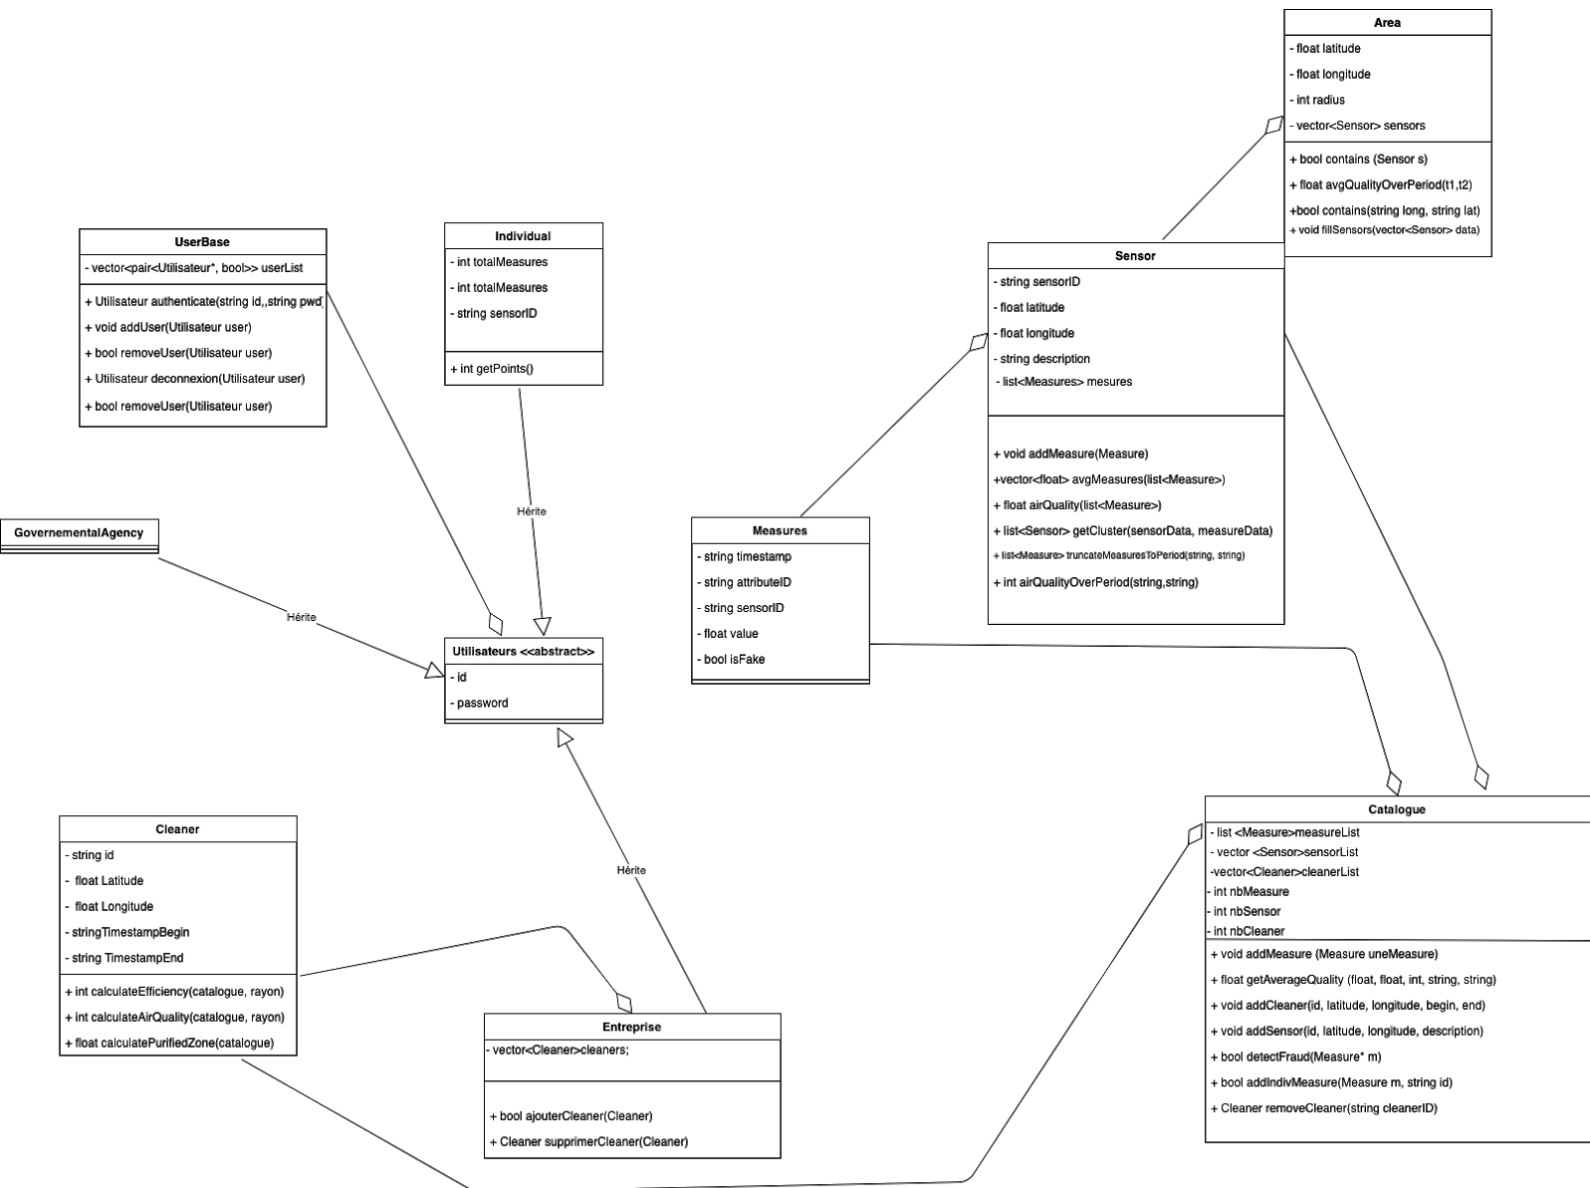 Area
- float latitude
- float longitude
- int radius
- vector<Sensor> sensors
+ bool contains (Sensor s)
+ float avgQualityOverPeriod(t1,t2)
+bool contains(string long, string lat)
+ void fillSensors(vector<Sensor> data)
UserBase
- vector<pair<Utilisateur*, bool>> userList
+ Utilisateur authenticate(string id,,string pwd
+ void addUser(Utilisateur user)
+ bool removeUser(Utilisateur user)
+ Utilisateur deconnexion(Utilisateur user)
+ bool removeUser(Utilisateur user)
Individual
- int totalMeasures
- int totalMeasures
- string sensorID
+ int getPoints()
Sensor
- string sensorID
- float latitude
- float longitude
- string description
- list<Measures> mesures
+ void addMeasure(Measure)
+vector<float> avgMeasures(list<Measure>)
+ float airQuality(list<Measure>)
+ list<Sensor> getCluster(sensorData, measureData)
+ list<Measure> truncateMeasuresToPeriod(string, string)
+ int airQualityOverPeriod(string,string)
Hérite
GovernementalAgency
Hérite
Measures
- string timestamp
- string attributeID
- string sensorID
- float value
- bool isFake
Utilisateurs <<abstract>>
- id
- password
Hérite
Cleaner
- string id
- float Latitude
- float Longitude
- stringTimestampBegin
- string TimestampEnd
+ int calculateEfficiency(catalogue, rayon)
+ int calculateAirQuality(catalogue, rayon)
+ float calculatePurifiedZone(catalogue)
Entreprise
- vector<Cleaner>cleaners;
+ bool ajouterCleaner(Cleaner)
+ Cleaner supprimerCleaner(Cleaner)
Catalogue
- list <Measure>measureList
- vector <Sensor>sensorList
-vector<Cleaner>cleanerList
- int nbMeasure
- int nbSensor
- int nbCleaner
+ void addMeasure (Measure uneMeasure)
+ float getAverageQuality (float, float, int, string, string)
+ void addCleaner(id, latitude, longitude, begin, end)
+ void addSensor(id, latitude, longitude, description)
+ bool detectFraud(Measure* m)
+ bool addIndivMeasure(Measure m, string id)
+ Cleaner removeCleaner(string cleanerID)